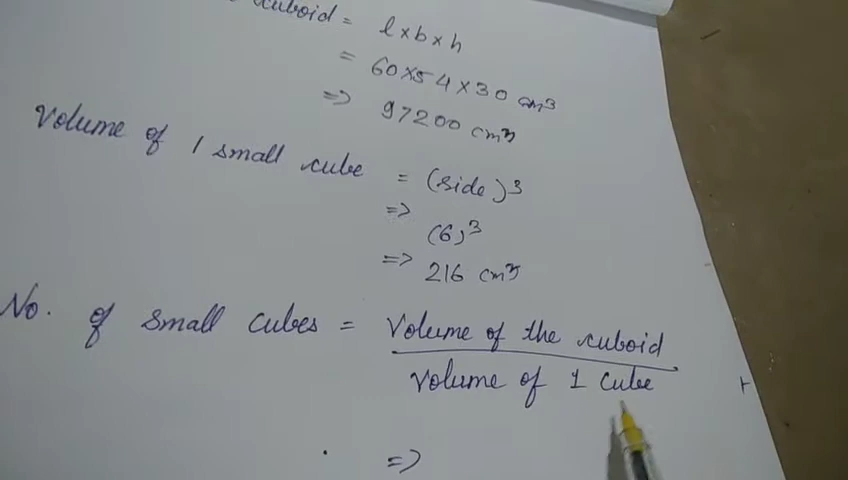 cuboid = l×b×h
= 60×54×30 cm³
=> 97200 cm³
Volume of 1 small cube = (side)³
=> (6)³
=> 216 cm³
No. of small cubes = Volume of the cuboid
Volume of 1 cube
=>